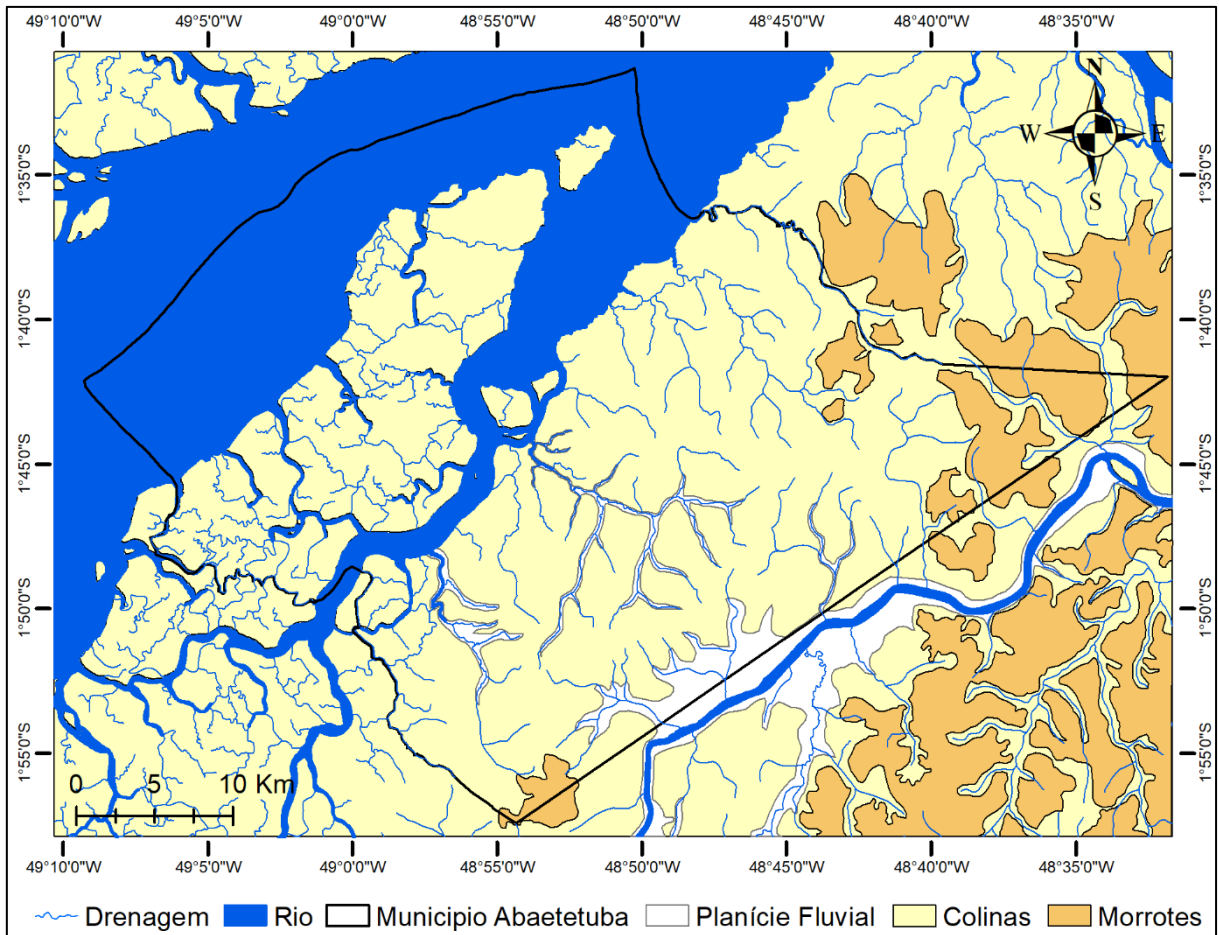 49°10'0"W 49°5'0"W 49°0'0"W 48°55'0"W 48°50'0"W 48°45'0"W 48°40'0"W 48°35'0"W
N
W E
S
1°35'0"S 1°35'0"S
1°40'0"S 1°40'0"S
1°45'0"S 1°45'0"S
1°50'0"S 1°50'0"S
1°55'0"S 1°55'0"S
0 5 10 Km
49°10'0"W 49°5'0"W 49°0'0"W 48°55'0"W 48°50'0"W 48°45'0"W 48°40'0"W 48°35'0"W
Drenagem Rio Municipio Abaetetuba Planície Fluvial Colinas Morrotes